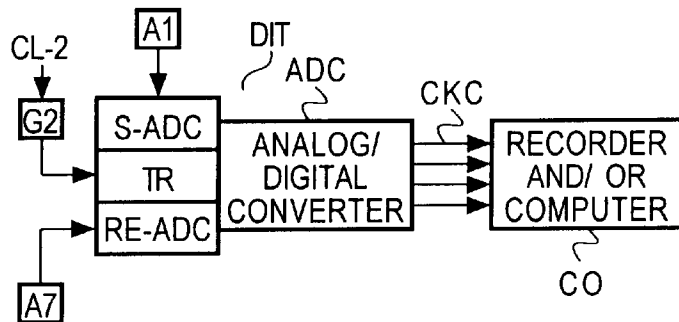 A1
DIT
CL-2
ADC
G2
S-ADC
CKC
TR
ANALOG/
DIGITAL
CONVERTER
RECORDER
AND/ OR
COMPUTER
RE-ADC
A7
CO